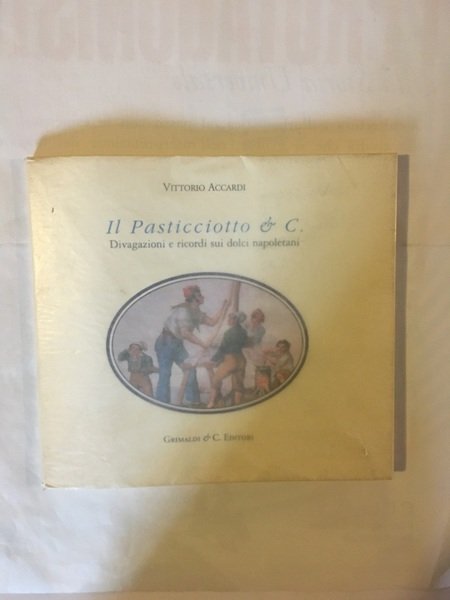 VITTORIO ACCARDI
Il Pasticciotto & C.
Divagazioni e ricordi sui dolci napoletani
GRIMALDI & C. EDITORI